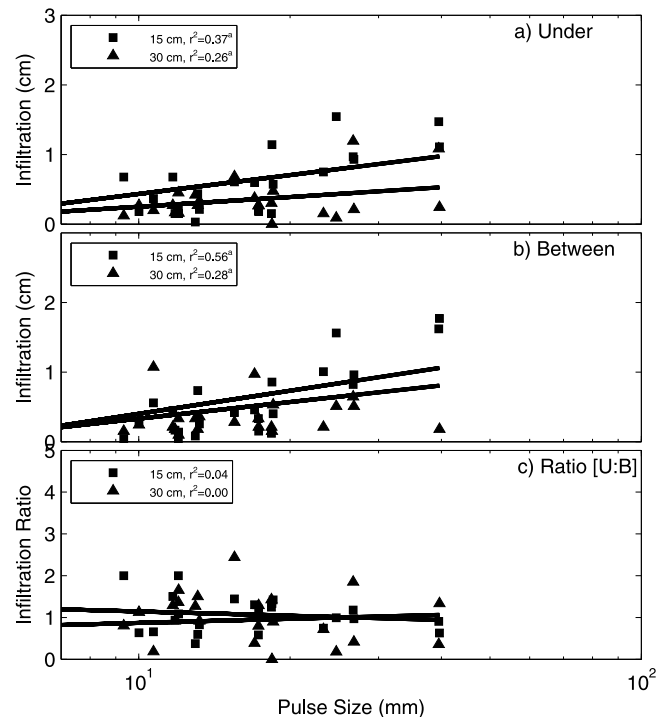 3
2
1
0
Infiltration (cm)
15 cm, r²=0.37ᵃ
30 cm, r²=0.26ᵃ
a) Under
2
1
0
Infiltration (cm)
15 cm, r²=0.56ᵃ
30 cm, r²=0.28ᵃ
b) Between
5
4
3
2
1
0
Infiltration Ratio
15 cm, r²=0.04
30 cm, r²=0.00
c) Ratio [U:B]
10¹ 10²
Pulse Size (mm)